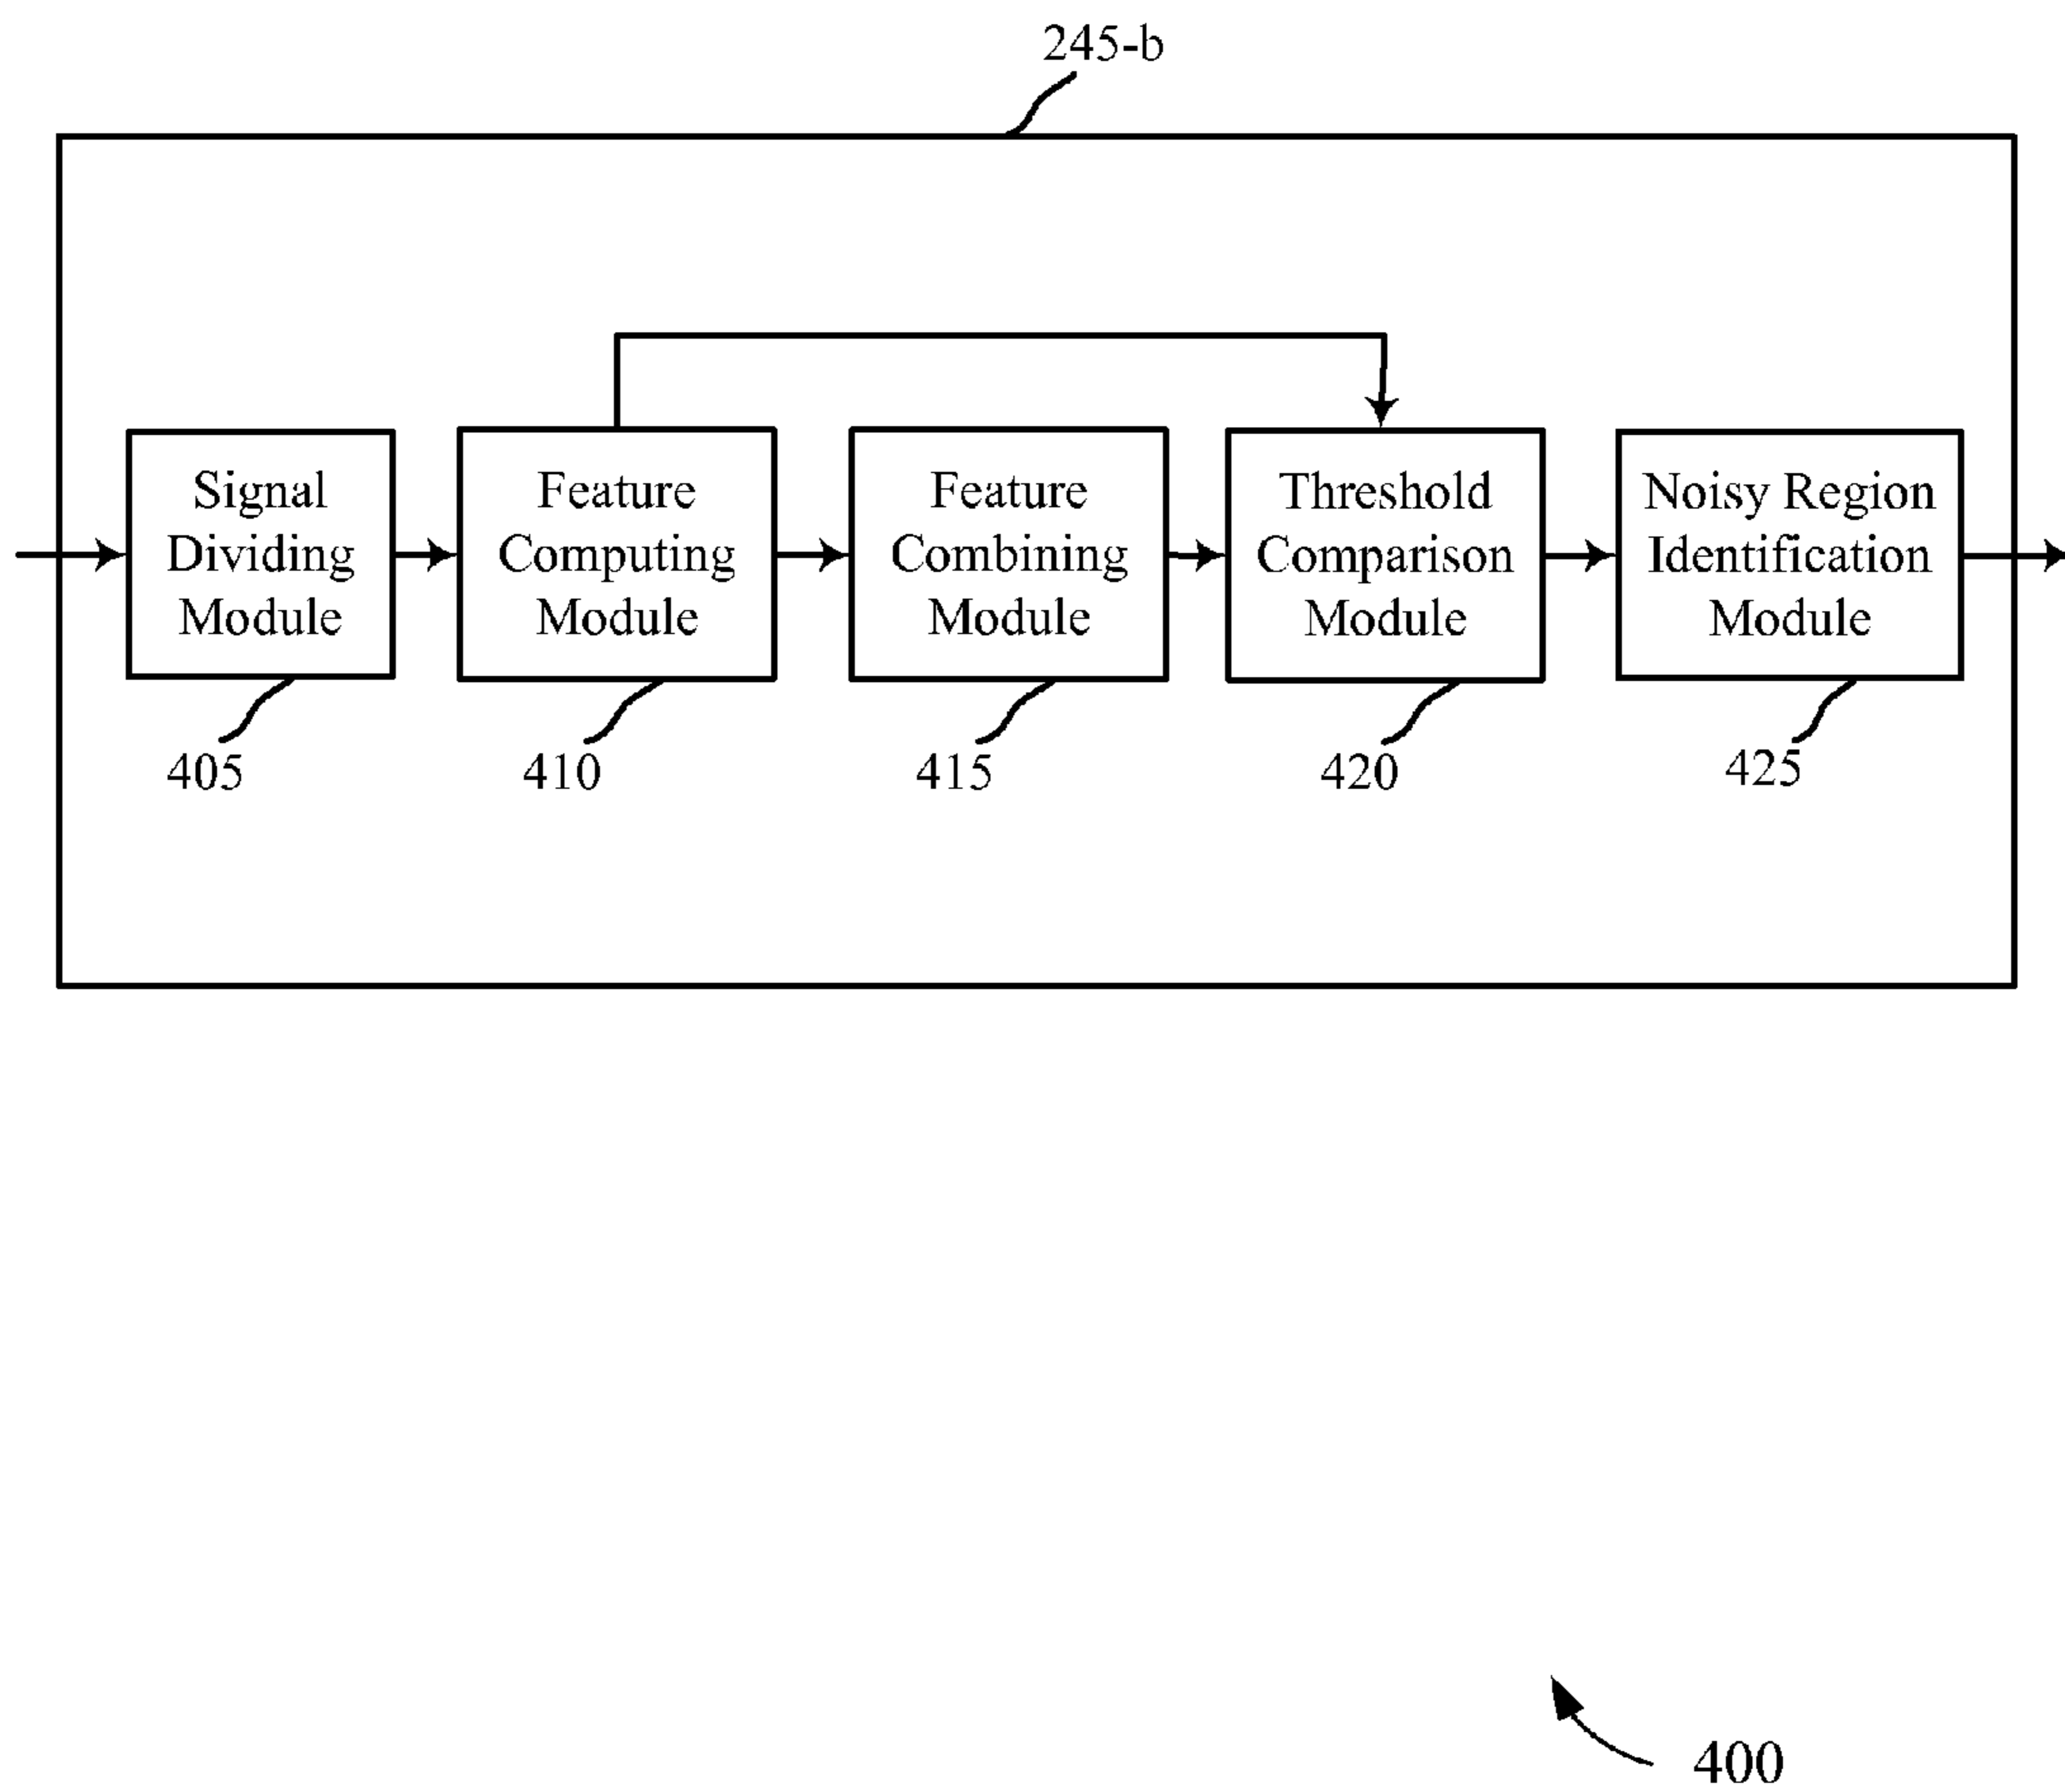 245-b
Signal
Dividing
Module
Feature
Computing
Module
Feature
Combining
Module
Threshold
Comparison
Module
Noisy Region
Identification
Module
405
410
415
420
425
400